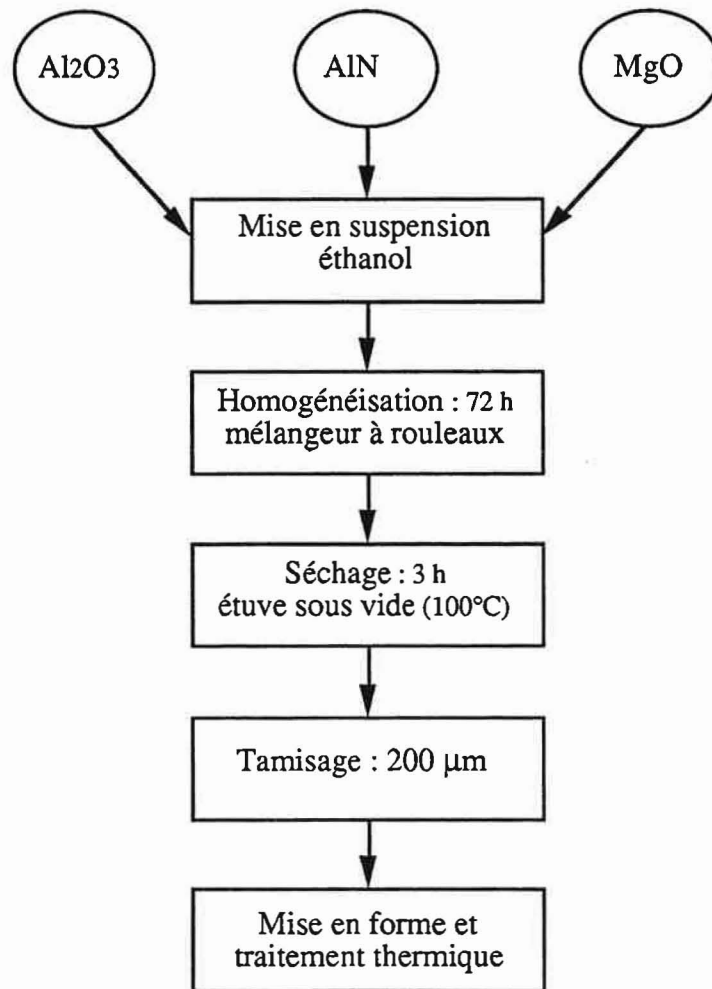 Al2O3
AlN
MgO
Mise en suspension
éthanol
Homogénéisation : 72 h
mélangeur à rouleaux
Séchage : 3 h
étuve sous vide (100°C)
Tamisage : 200 µm
Mise en forme et
traitement thermique